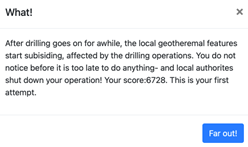 What!
×
After drilling goes on for awhile, the local geotheremal features
start subisiding, affected by the drilling operations. You do not
notice before it is too late to do anything- and local authorites
shut down your operation! Your score:6728. This is your first
attempt.
Far out!